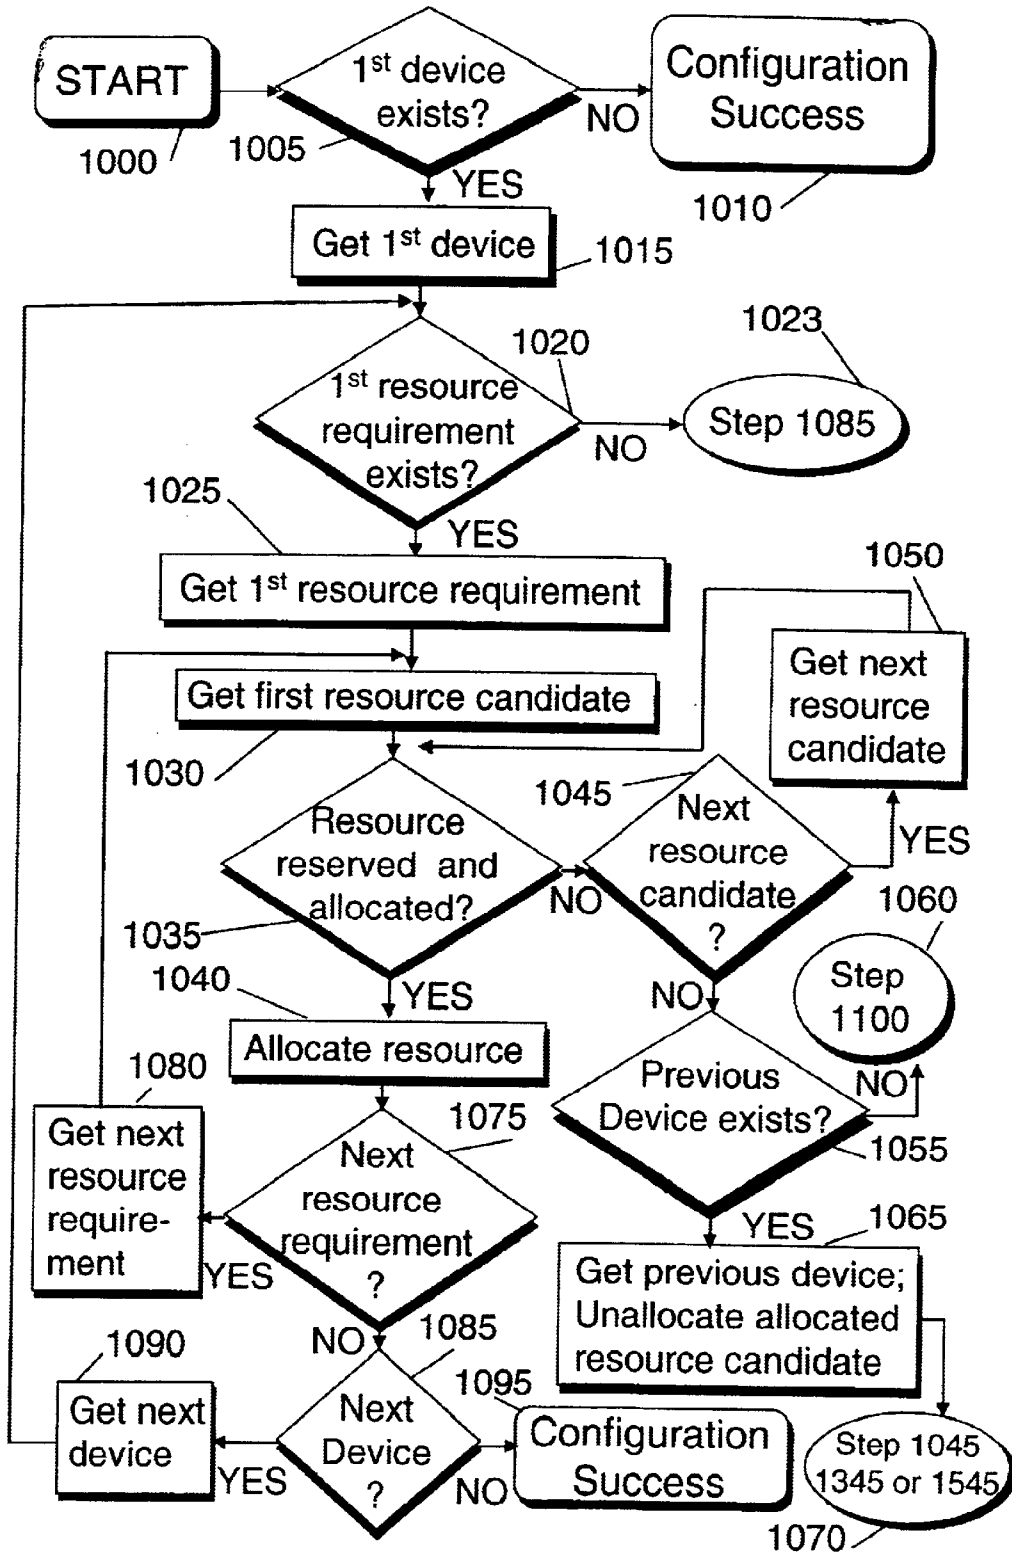 START
1st device
exists?
NO
Configuration
Success
1000
1005
YES
1010
Get 1st device
1015
1023
1020
1st resource
requirement
exists?
NO
Step 1085
1025
YES
1050
Get 1st resource requirement
Get next
resource
candidate
Get first resource candidate
1030
1045
Resource
reserved and
allocated?
NO
Next
resource
candidate
?
YES
1035
1060
1040
YES
NO
Step
1100
Allocate resource
1080
Previous
Device exists?
NO
1075
1055
Get next
resource
require-
ment
Next
resource
requirement
?
YES
YES
1065
Get previous device;
Unallocate allocated
resource candidate
NO
1085
1090
1095
Get next
device
Next
Device
?
YES
NO
Configuration
Success
Step 1045
1345 or 1545
1070